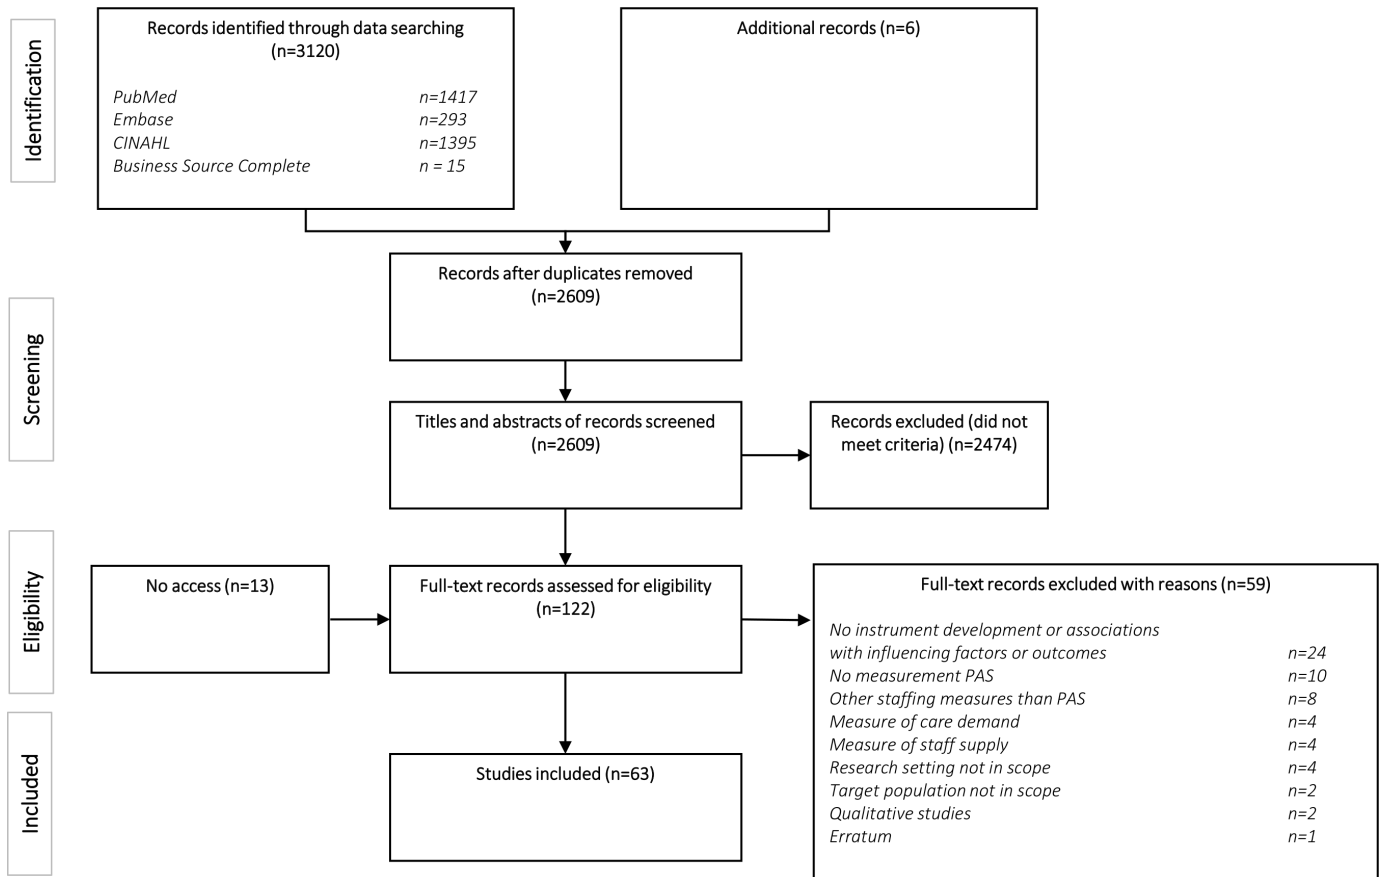 Identification
Records identified through data searching
(n=3120)
PubMed n=1417
Embase n=293
CINAHL n=1395
Business Source Complete n = 15
Additional records (n=6)
Screening
Records after duplicates removed
(n=2609)
Titles and abstracts of records screened
(n=2609)
Records excluded (did not
meet criteria) (n=2474)
Eligibility
No access (n=13)
Full-text records assessed for eligibility
(n=122)
Full-text records excluded with reasons (n=59)
No instrument development or associations
with influencing factors or outcomes n=24
No measurement PAS n=10
Other staffing measures than PAS n=8
Measure of care demand n=4
Measure of staff supply n=4
Research setting not in scope n=4
Target population not in scope n=2
Qualitative studies n=2
Erratum n=1
Included
Studies included (n=63)